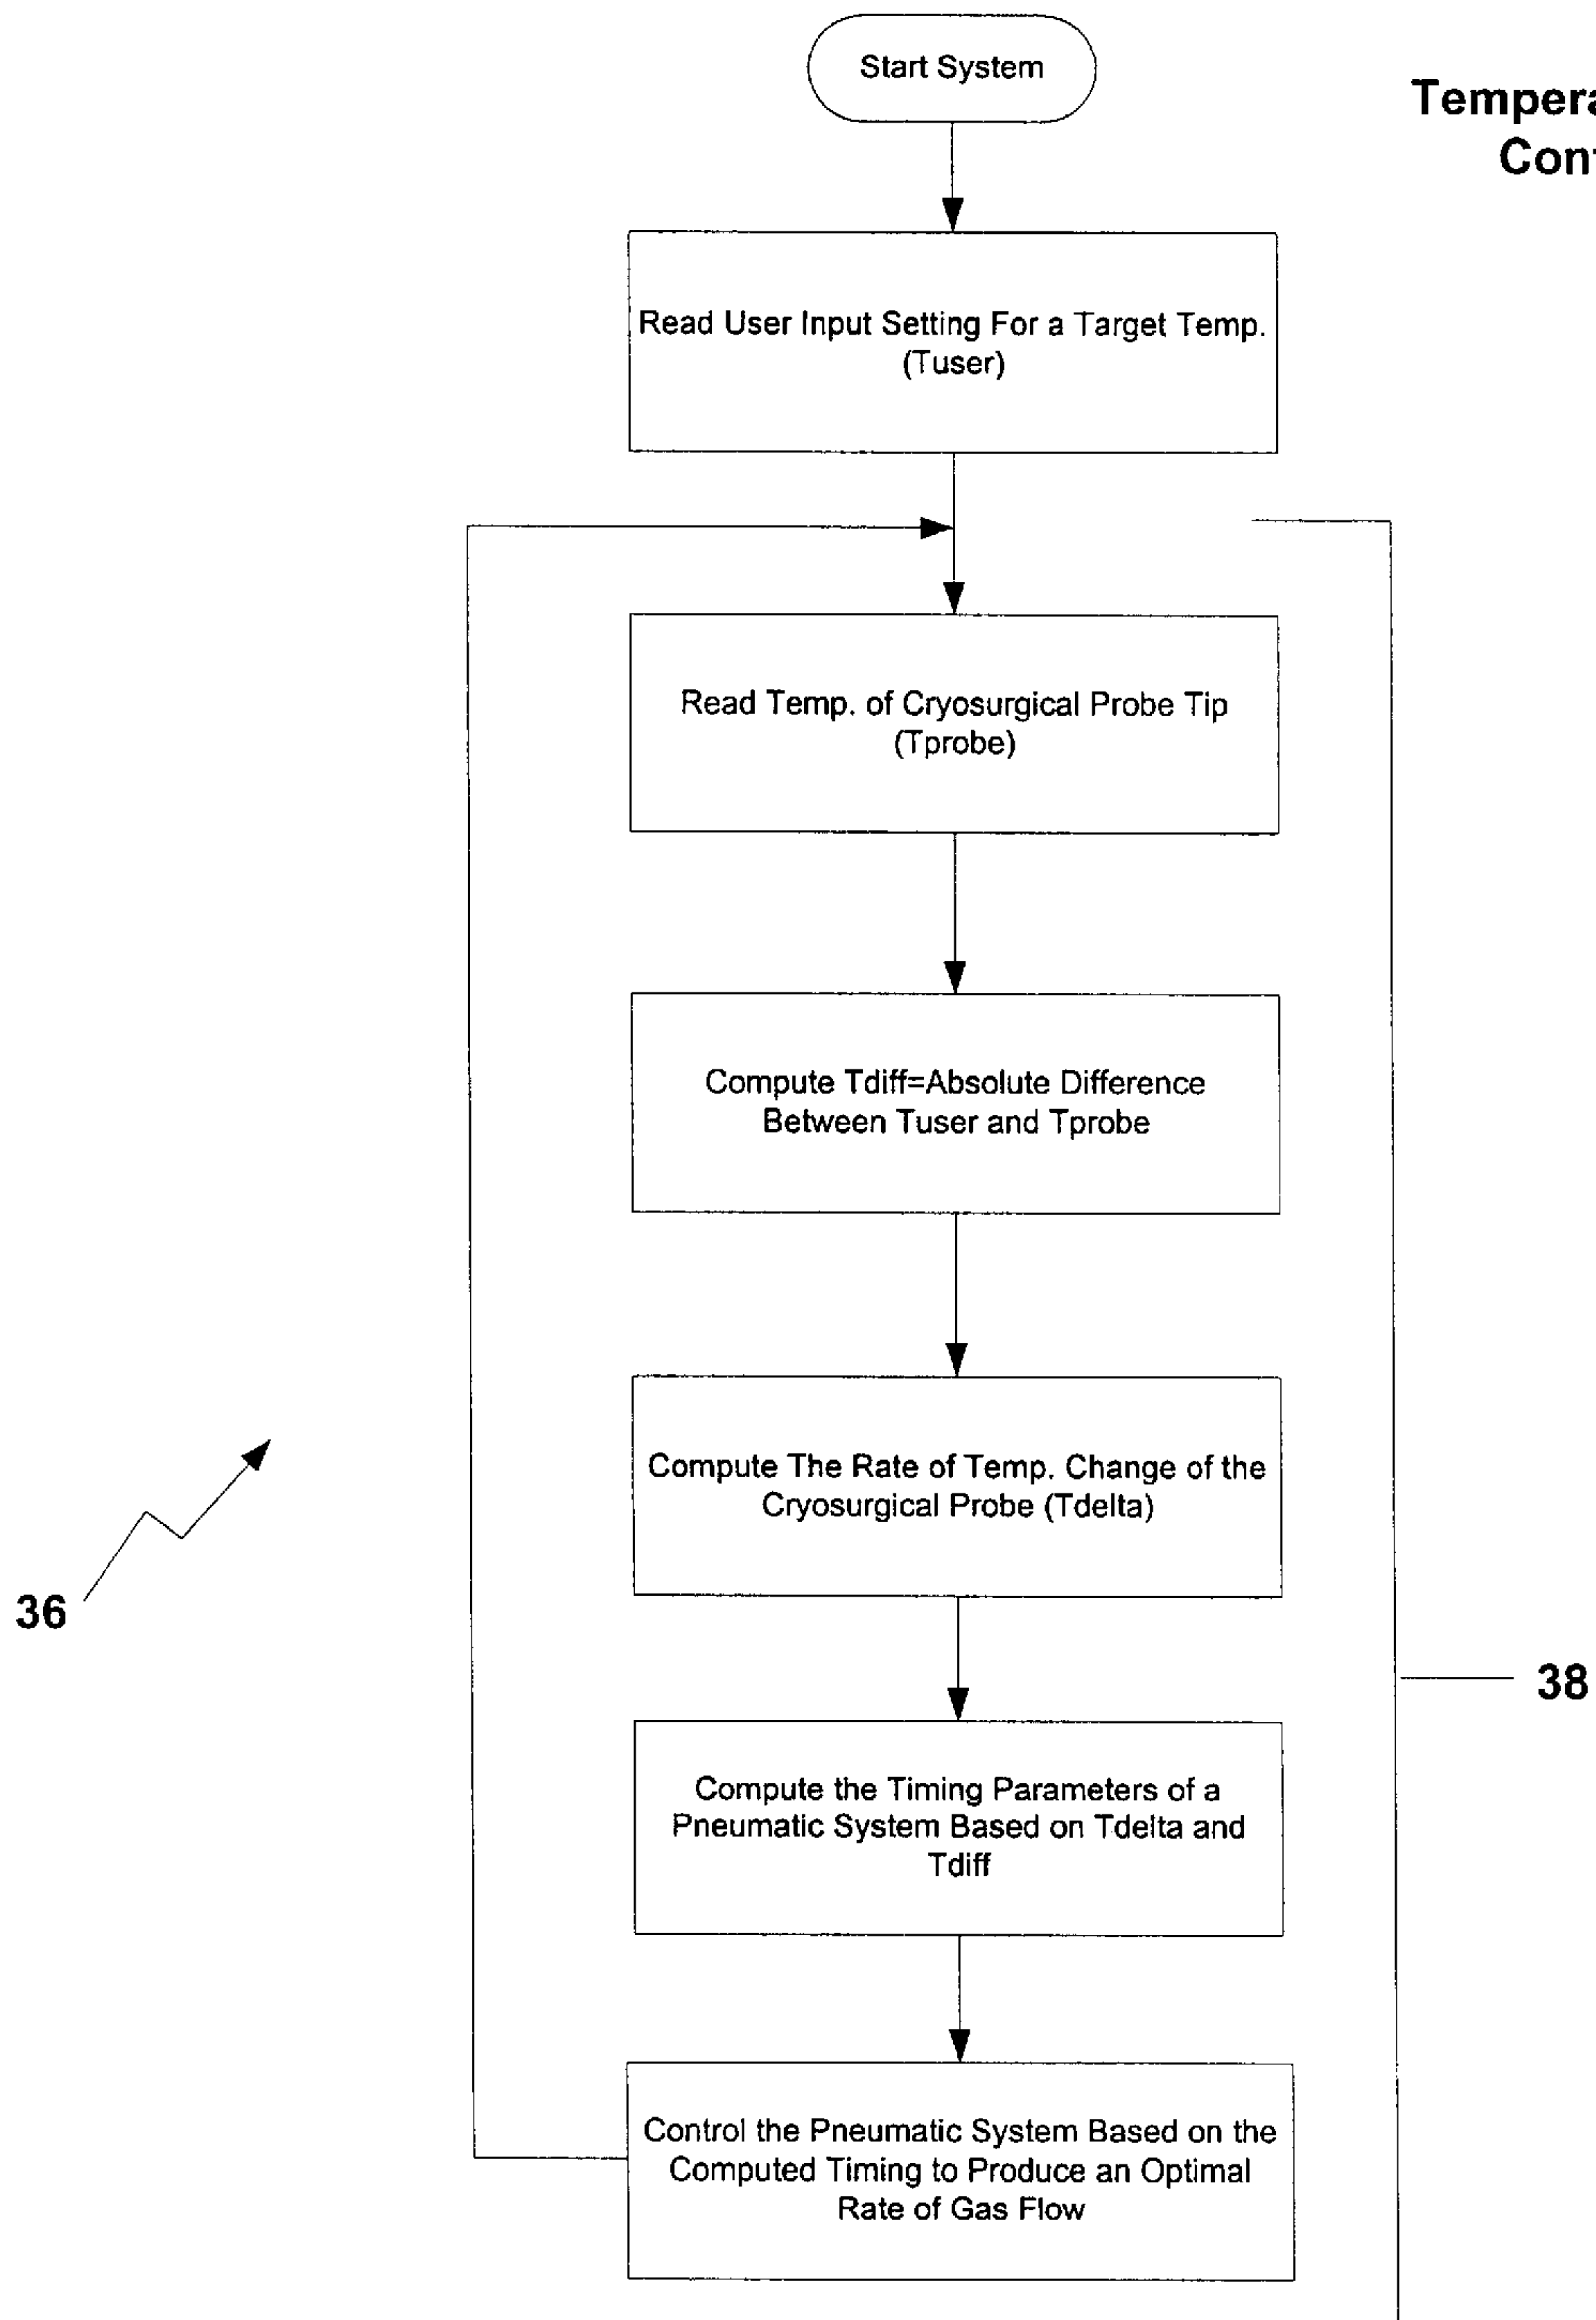 Start System
Tempera
Cont
Read User Input Setting For a Target Temp.
(Tuser)
Read Temp. of Cryosurgical Probe Tip
(Tprobe)
Compute Tdiff=Absolute Difference
Between Tuser and Tprobe
Compute The Rate of Temp. Change of the
Cryosurgical Probe (Tdelta)
36
38
Compute the Timing Parameters of a
Pneumatic System Based on Tdelta and
Tdiff
Control the Pneumatic System Based on the
Computed Timing to Produce an Optimal
Rate of Gas Flow